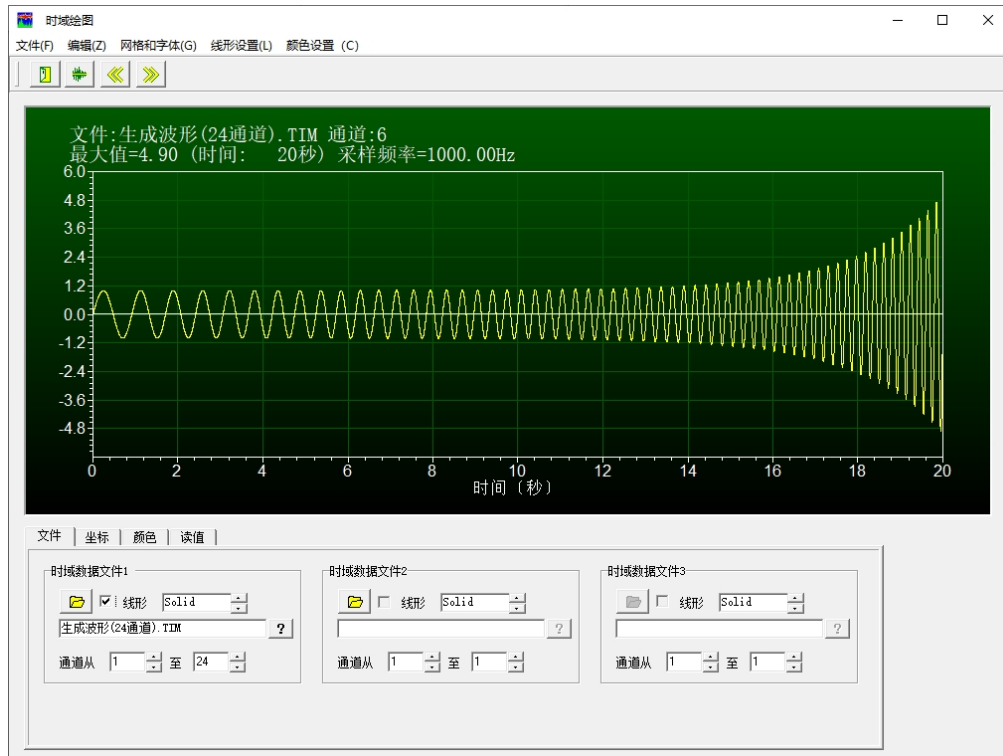 时域绘图
文件(F) 编辑(Z) 网格和字体(G) 线形设置(L) 颜色设置 (C)
文件:生成波形(24通道).TIM 通道:6
最大值=4.90 (时间: 20秒) 采样频率=1000.00Hz
6.0
4.8
3.6
2.4
1.2
0.0
-1.2
-2.4
-3.6
-4.8
0 2 4 6 8 10 12 14 16 18 20
时间 (秒)
文件 坐标 颜色 读值
时域数据文件1 时域数据文件2 时域数据文件3
线形 Solid 线形 Solid 线形 Solid
生成波形(24通道).TIM ? ? ?
通道从 1 至 24 通道从 1 至 1 通道从 1 至 1